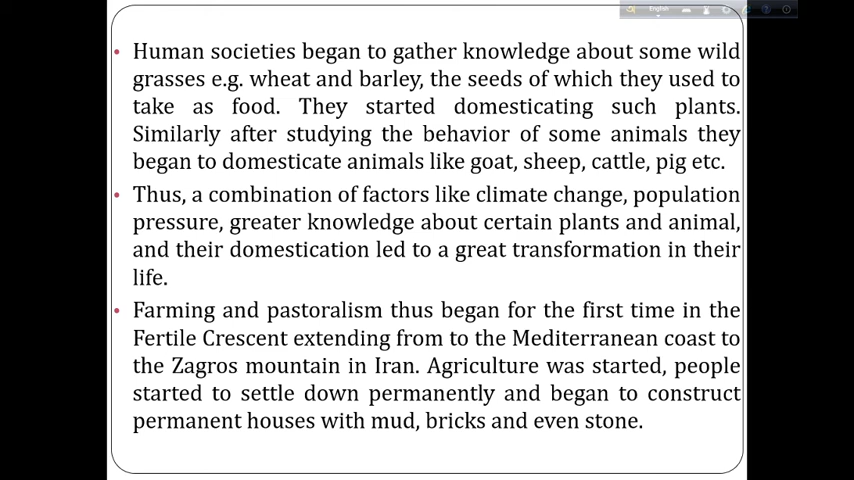 English
• Human societies began to gather knowledge about some wild
grasses e.g. wheat and barley, the seeds of which they used to
take as food. They started domesticating such plants.
Similarly after studying the behavior of some animals they
began to domesticate animals like goat, sheep, cattle, pig etc.
• Thus, a combination of factors like climate change, population
pressure, greater knowledge about certain plants and animal,
and their domestication led to a great transformation in their
life.
• Farming and pastoralism thus began for the first time in the
Fertile Crescent extending from to the Mediterranean coast to
the Zagros mountain in Iran. Agriculture was started, people
started to settle down permanently and began to construct
permanent houses with mud, bricks and even stone.